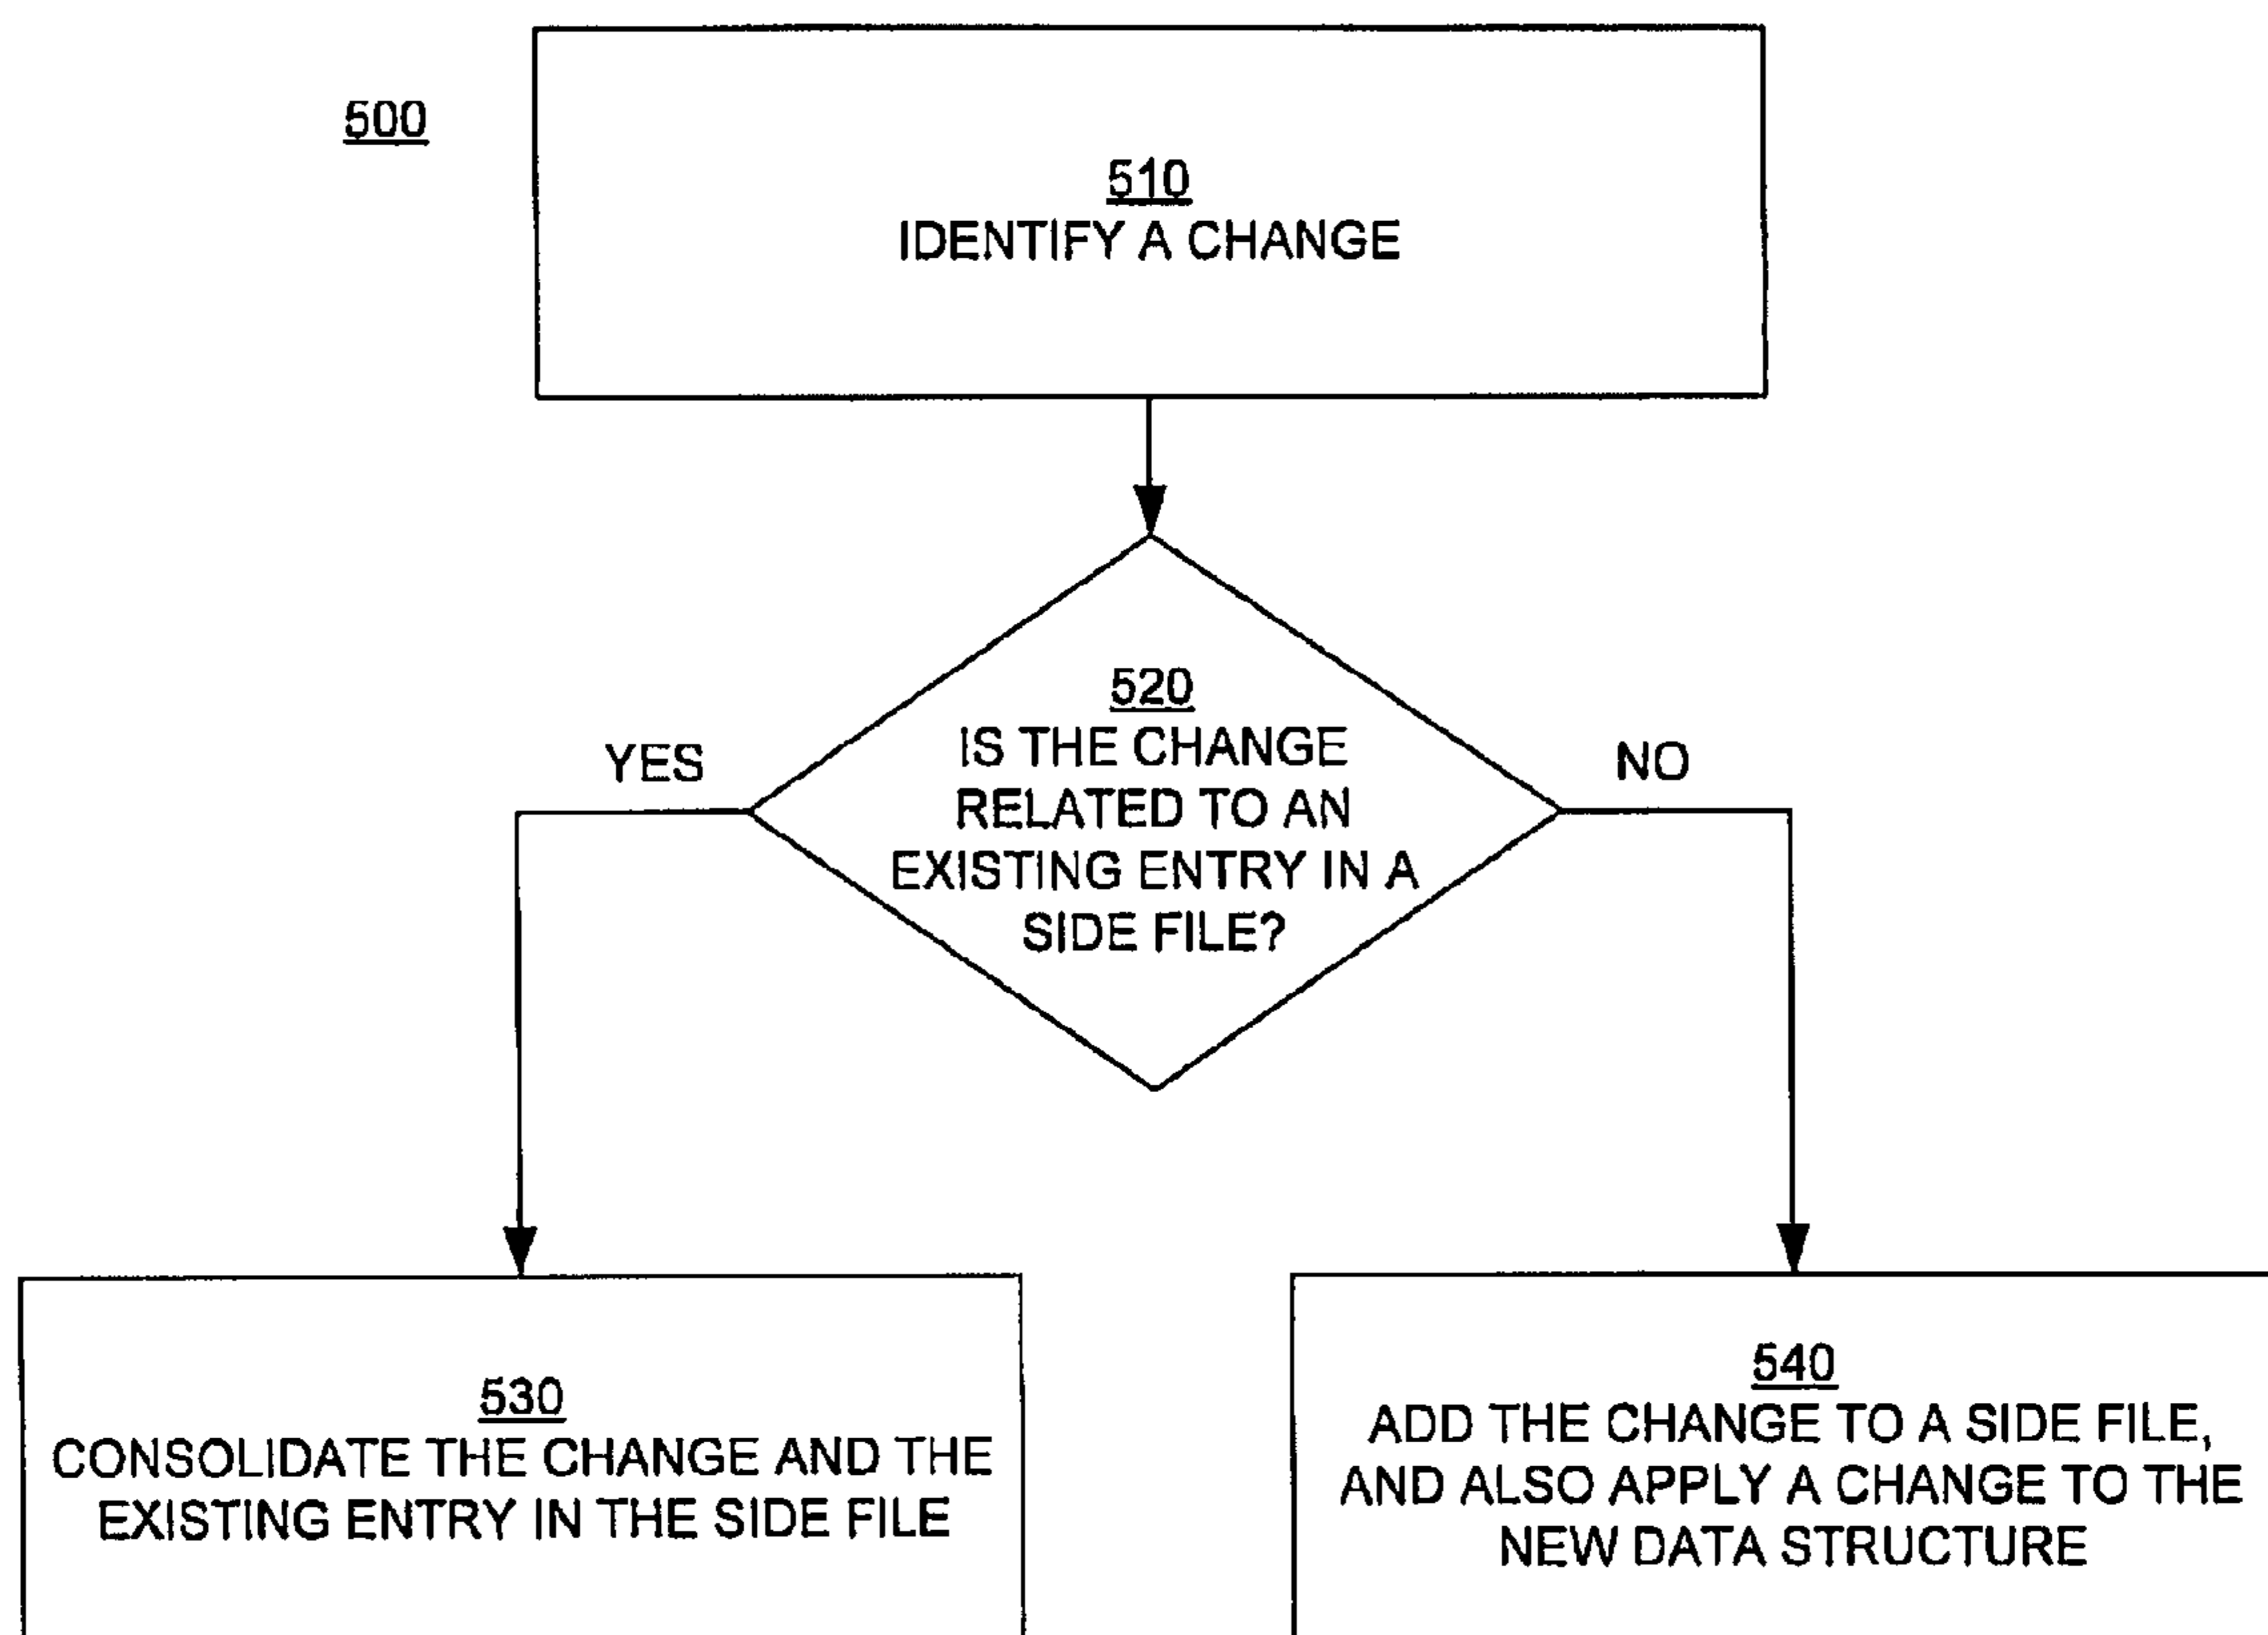 500
510
IDENTIFY A CHANGE
520
IS THE CHANGE
RELATED TO AN
EXISTING ENTRY IN A
SIDE FILE?
YES
NO
530
CONSOLIDATE THE CHANGE AND THE
EXISTING ENTRY IN THE SIDE FILE
540
ADD THE CHANGE TO A SIDE FILE,
AND ALSO APPLY A CHANGE TO THE
NEW DATA STRUCTURE